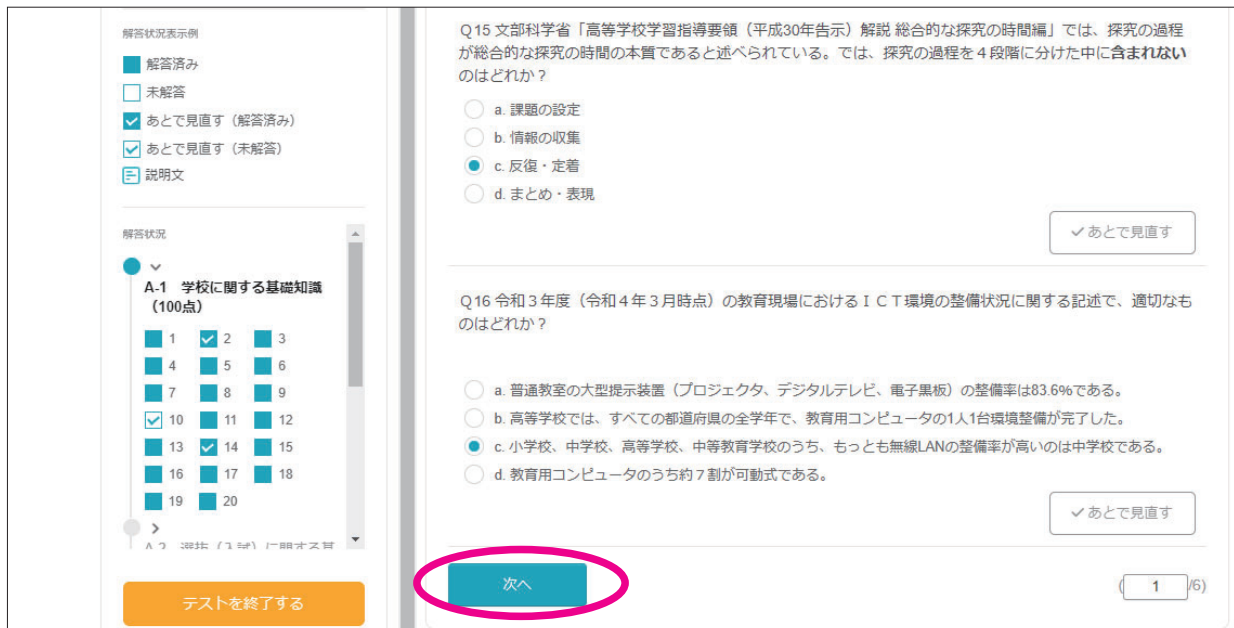 解答状況表示例
解答済み
未解答
あとで見直す（解答済み）
あとで見直す（未解答）
説明文
解答状況
A-1 学校に関する基礎知識
（100点）
1 2 3
4 5 6
7 8 9
10 11 12
13 14 15
16 17 18
19 20
A-2 選抜（入試）に関する基
テストを終了する
Q15 文部科学省「高等学校学習指導要領（平成30年告示）解説 総合的な探究の時間編」では、探究の過程
が総合的な探究の時間の本質であると述べられている。では、探究の過程を４段階に分けた中に含まれない
のはどれか？
a. 課題の設定
b. 情報の収集
c. 反復・定着
d. まとめ・表現
あとで見直す
Q16 令和３年度（令和４年３月時点）の教育現場におけるＩＣＴ環境の整備状況に関する記述で、適切なも
のはどれか？
a. 普通教室の大型提示装置（プロジェクタ、デジタルテレビ、電子黒板）の整備率は83.6%である。
b. 高等学校では、すべての都道府県の全学年で、教育用コンピュータの1人1台環境整備が完了した。
c. 小学校、中学校、高等学校、中等教育学校のうち、もっとも無線LANの整備率が高いのは中学校である。
d. 教育用コンピュータのうち約７割が可動式である。
あとで見直す
次へ
( 1 /6)